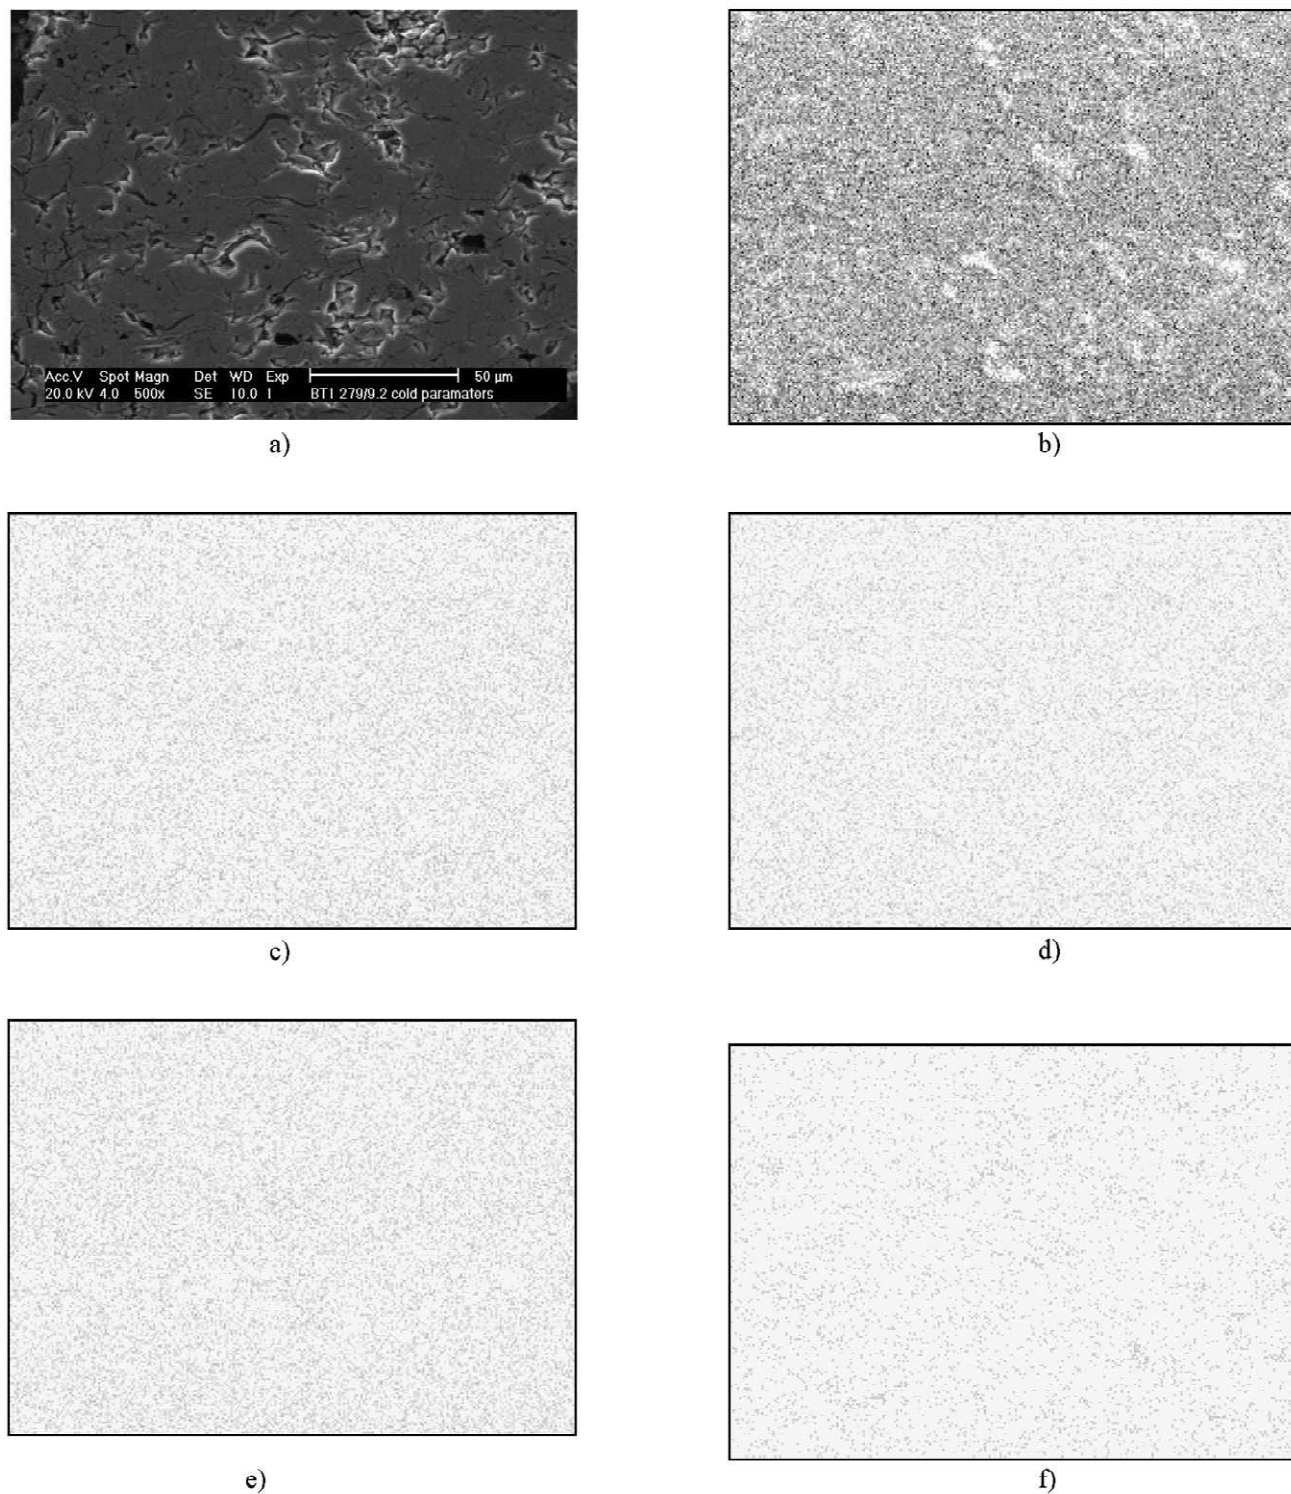 Acc.V Spot Magn Det WD Exp 50 µm
20.0 kV 4.0 500x SE 10.0 1 BT1 279/9.2 cold paramaters
a)
b)
c)
d)
e)
f)